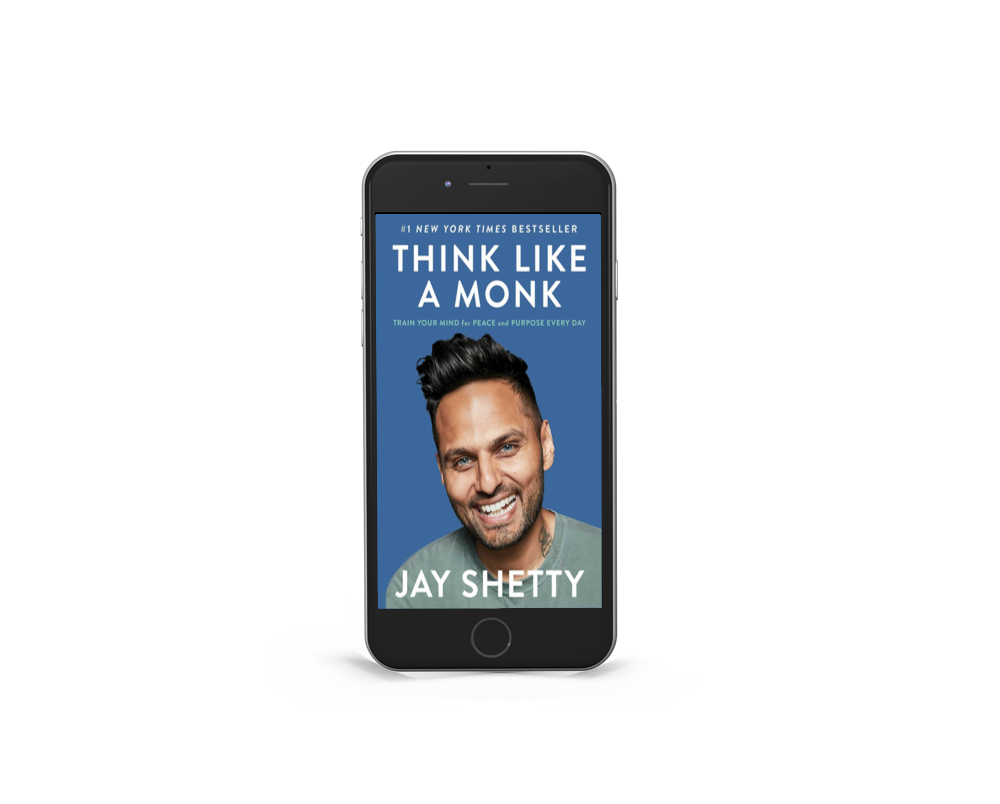 #1 NEW YORK TIMES BESTSELLER
THINK LIKE
A MONK
TRAIN YOUR MIND for PEACE and PURPOSE EVERY DAY
JAY SHETTY